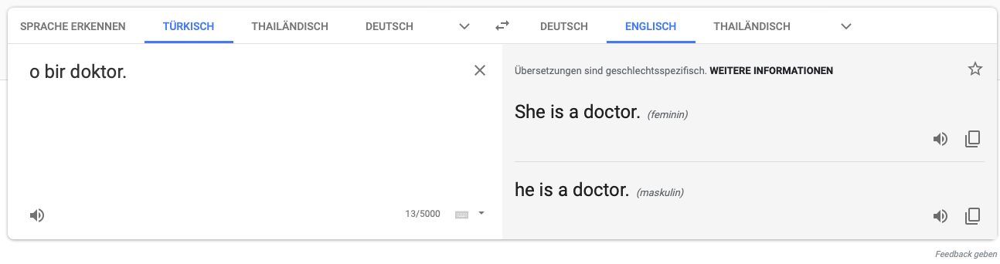 SPRACHE ERKENNEN TÜRKISCH THAILÄNDISCH DEUTSCH DEUTSCH ENGLISCH THAILÄNDISCH
o bir doktor.
Übersetzungen sind geschlechtsspezifisch. WEITERE INFORMATIONEN
She is a doctor. (feminin)
he is a doctor. (maskulin)
13/5000
Feedback geben